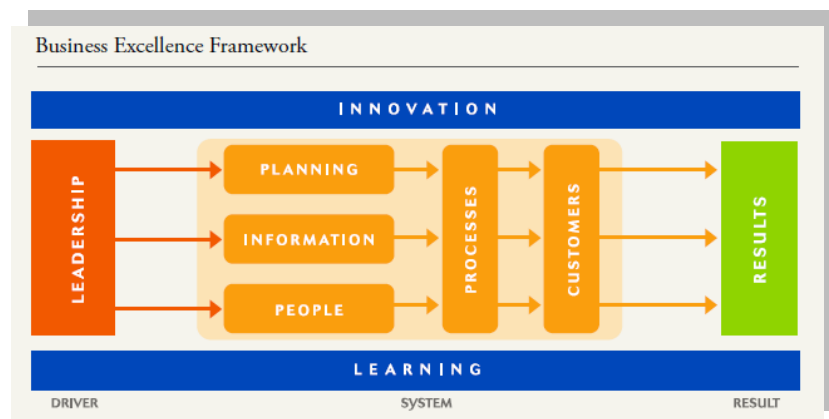 Business Excellence Framework
INNOVATION
LEADERSHIP
PLANNING
INFORMATION
PEOPLE
PROCESSES
CUSTOMERS
RESULTS
LEARNING
DRIVER
SYSTEM
RESULT